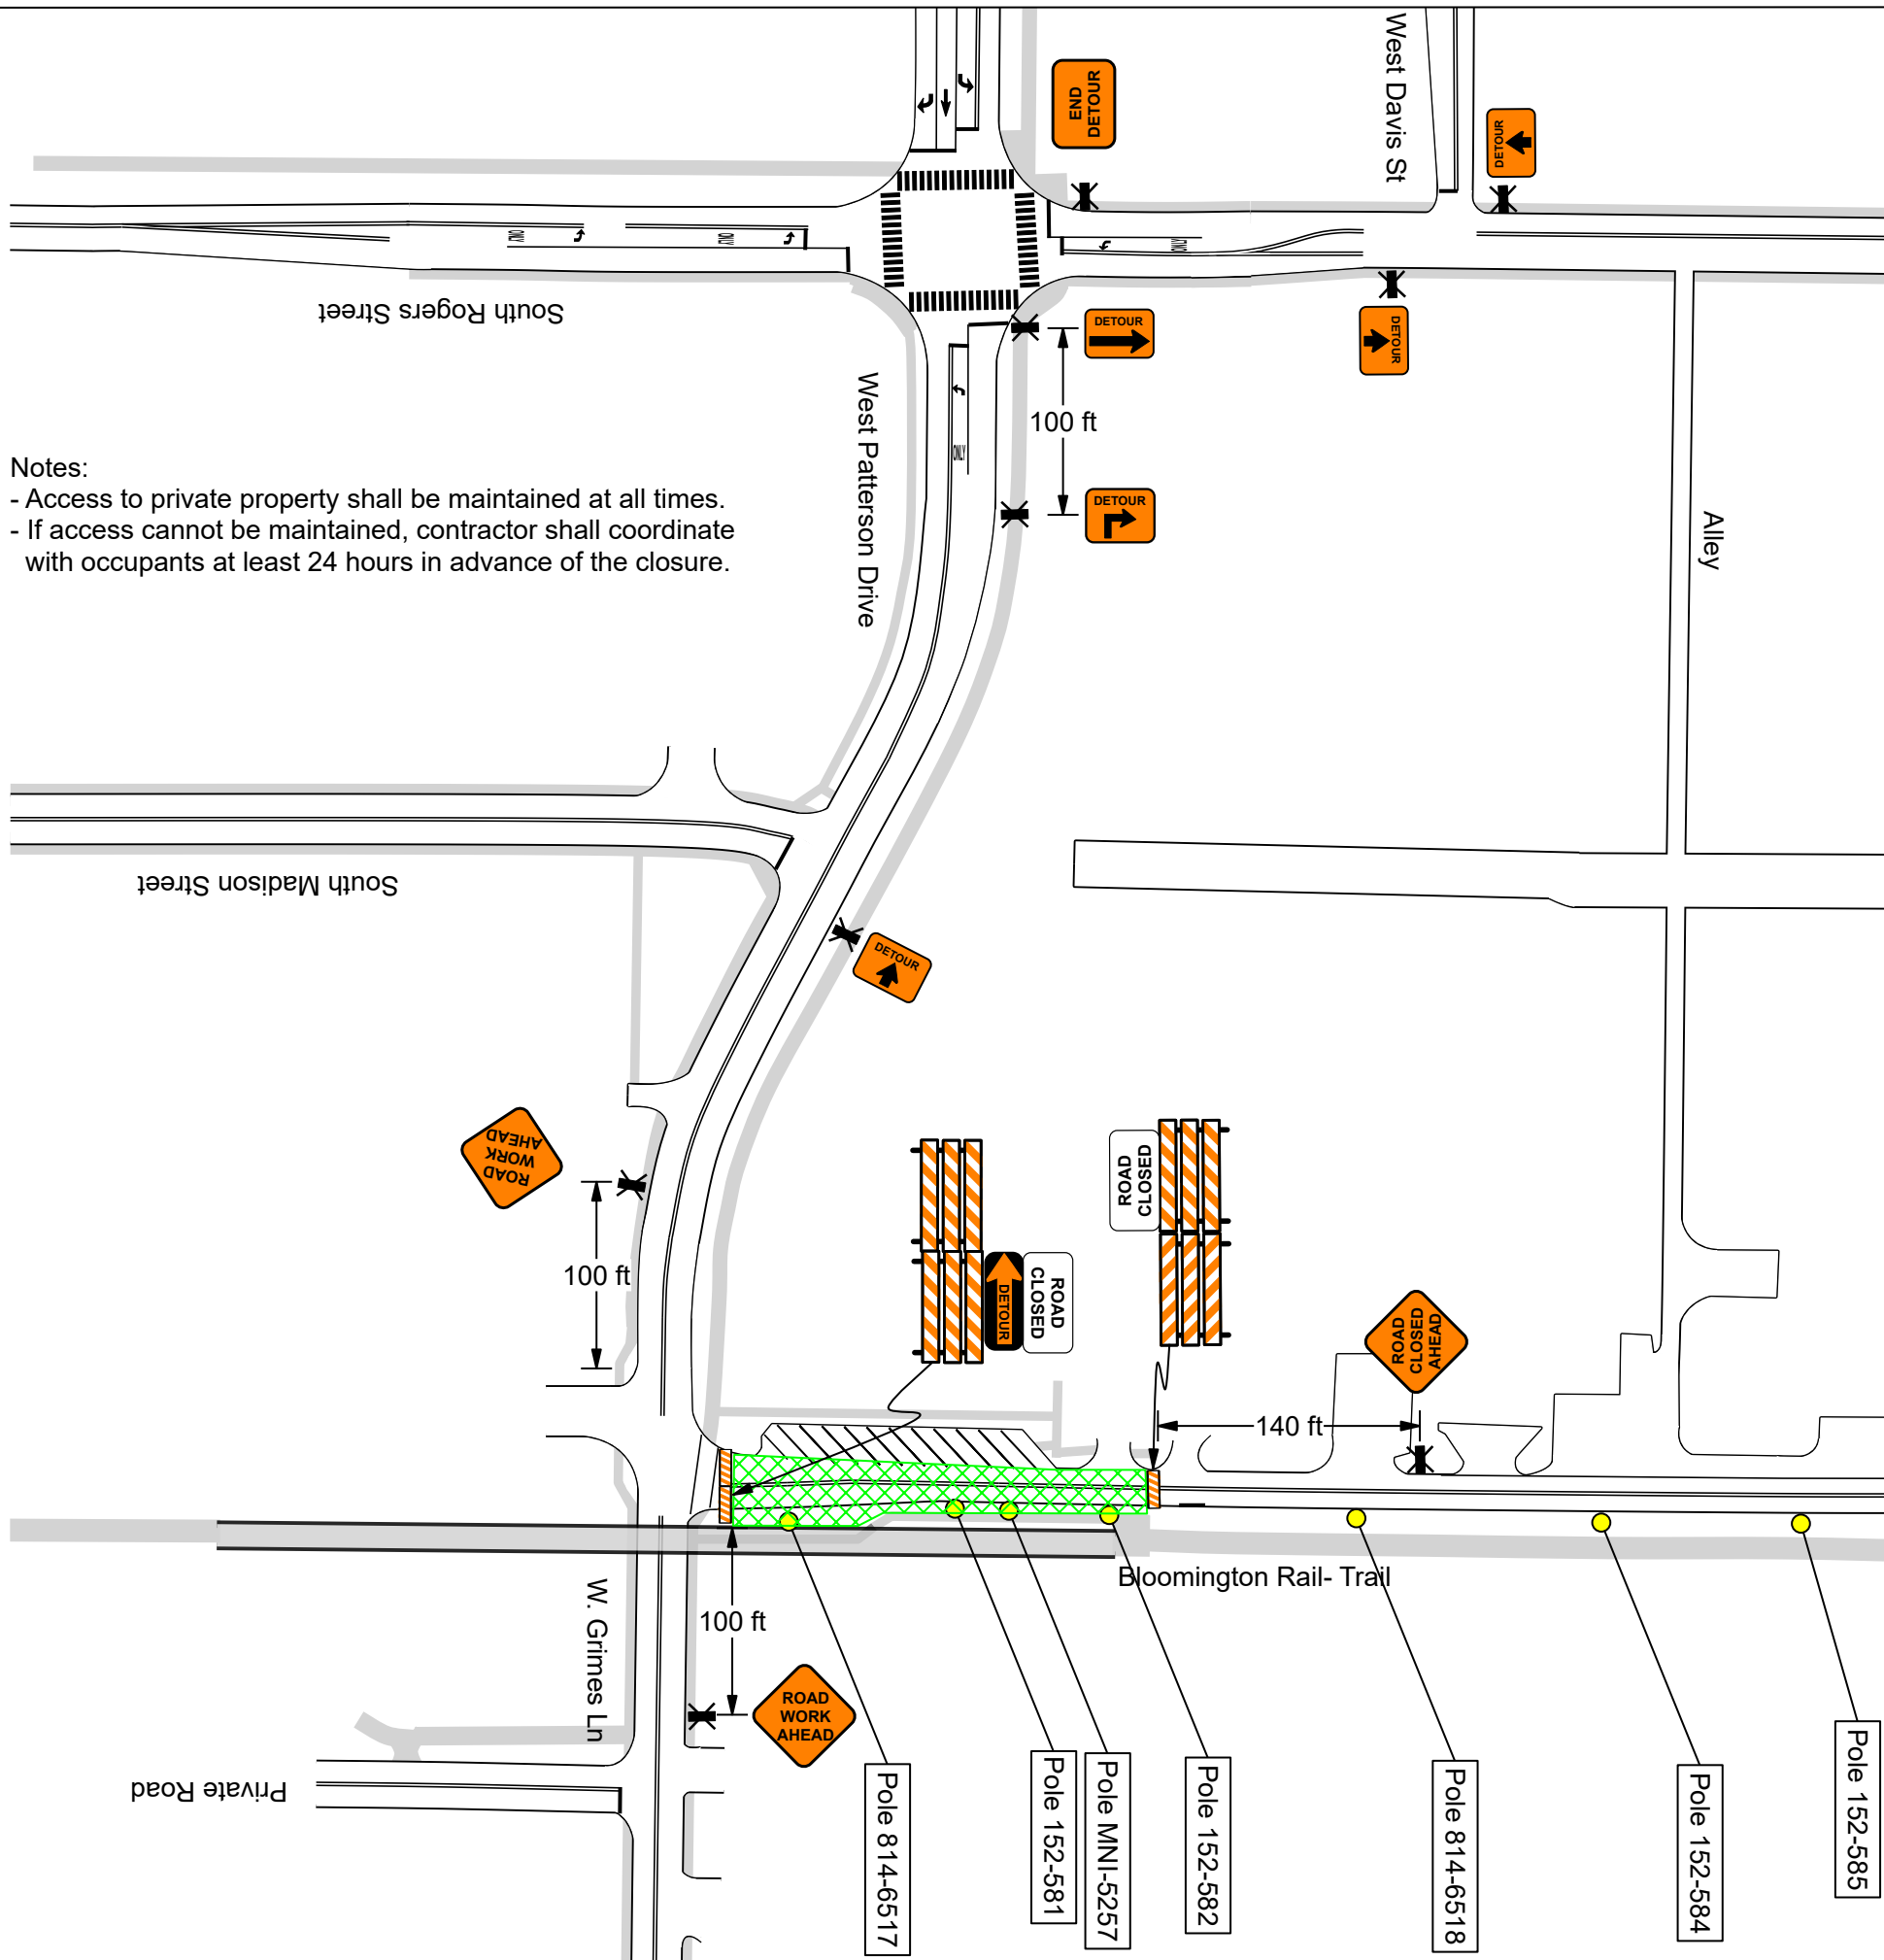 West Davis St
END
DETOUR
DETOUR
ONLY
ONLY
ONLY
South Rogers Street
DETOUR
DETOUR
100 ft
West Patterson Drive
ONLY
Notes:
- Access to private property shall be maintained at all times.
- If access cannot be maintained, contractor shall coordinate
with occupants at least 24 hours in advance of the closure.
DETOUR
Alley
South Madison Street
DETOUR
ROAD
WORK
AHEAD
100 ft
ROAD
CLOSED
DETOUR
ROAD
CLOSED
ROAD
CLOSED
AHEAD
140 ft
Bloomington Rail- Trail
W. Grimes Ln
100 ft
ROAD
WORK
AHEAD
Private Road
Pole 814-6517
Pole 152-581
Pole MNI-5257
Pole 152-582
Pole 814-6518
Pole 152-584
Pole 152-585